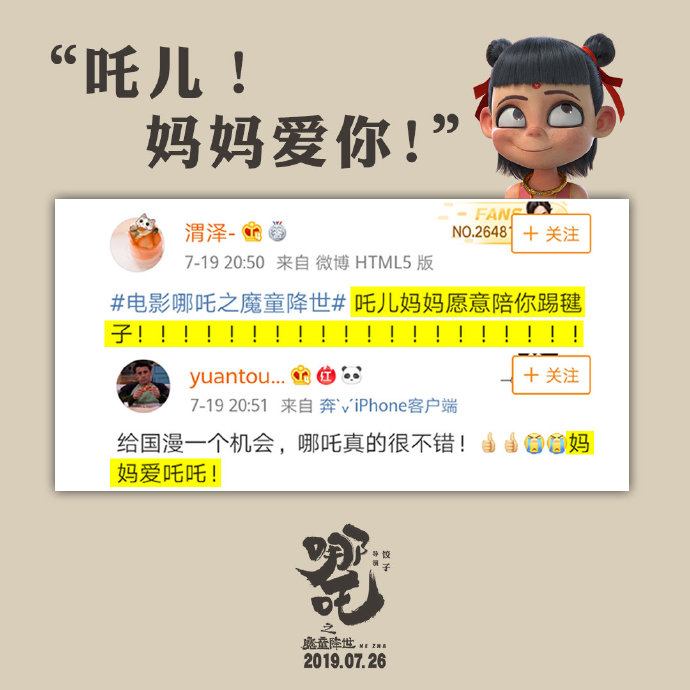 “吒儿！
妈妈爱你！”
FANS
渭泽-
NO.26481
+ 关注
7-19 20:50 来自 微博 HTML5 版
#电影哪吒之魔童降世# 吒儿妈妈愿意陪你踢毽
子！！！！！！！！！！！！！！！！！！！！
yuantou...
+ 关注
7-19 20:51 来自 奔ˋ︿ˊiPhone客户端
给国漫一个机会，哪吒真的很不错！👍👍😭😭妈
妈爱吒吒！
哪吒
导演
饺子
之
魔童降世
NE ZHA
2019.07.26